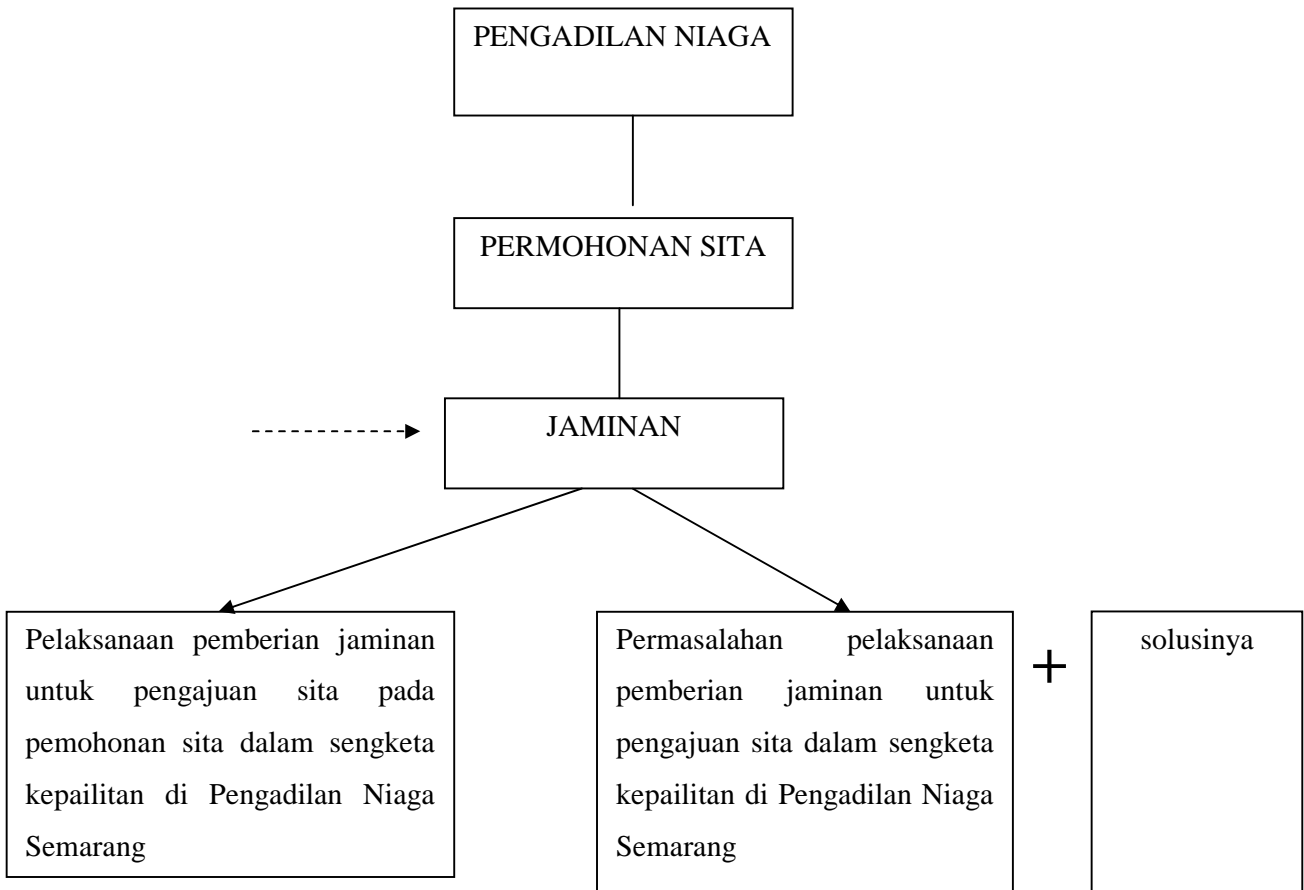 PENGADILAN NIAGA
PERMOHONAN SITA
JAMINAN
Pelaksanaan pemberian jaminan
untuk pengajuan sita pada
pemohonan sita dalam sengketa
kepailitan di Pengadilan Niaga
Semarang
Permasalahan pelaksanaan
pemberian jaminan untuk
pengajuan sita dalam sengketa
kepailitan di Pengadilan Niaga
Semarang
+
solusinya